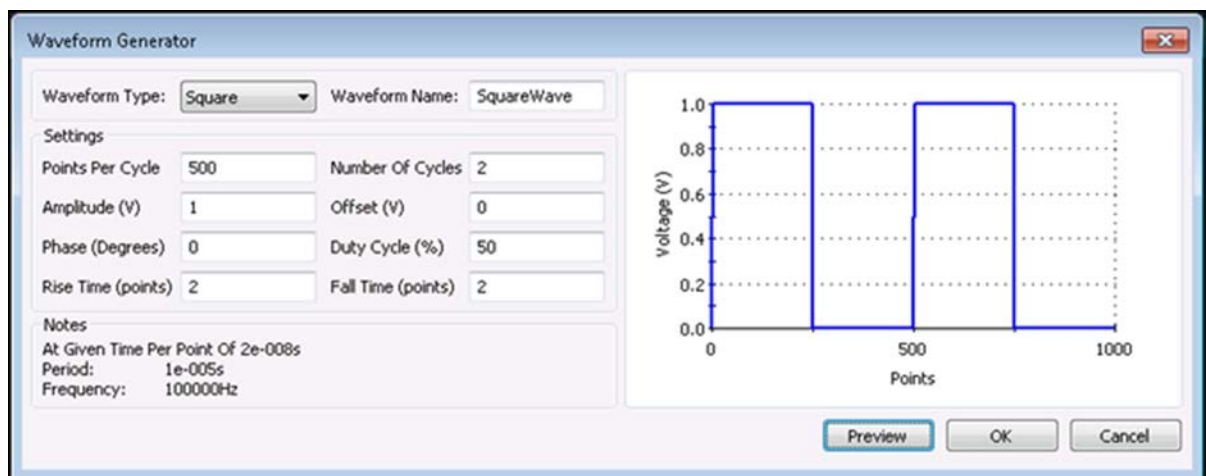 Waveform Generator
Waveform Type: Square Waveform Name: SquareWave
Settings
Points Per Cycle 500 Number Of Cycles 2
Amplitude (V) 1 Offset (V) 0
Phase (Degrees) 0 Duty Cycle (%) 50
Rise Time (points) 2 Fall Time (points) 2
Notes
At Given Time Per Point Of 2e-008s
Period: 1e-005s
Frequency: 100000Hz
Voltage (V)
1.0
0.8
0.6
0.4
0.2
0.0
0 500 1000
Points
Preview OK Cancel